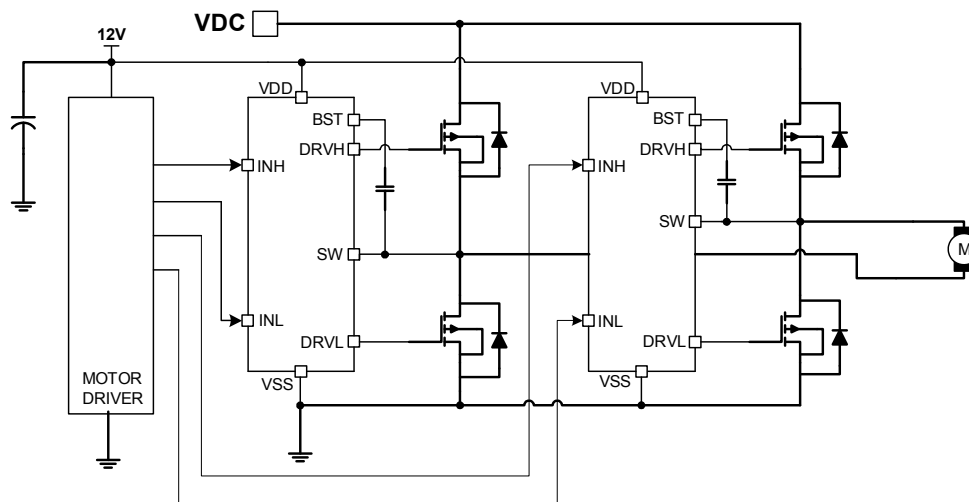 VDC
12V
VDD
BST
DRVH
INH
SW
INL
DRVL
VSS
MOTOR
DRIVER
VDD
BST
DRVH
INH
SW
INL
DRVL
VSS
M